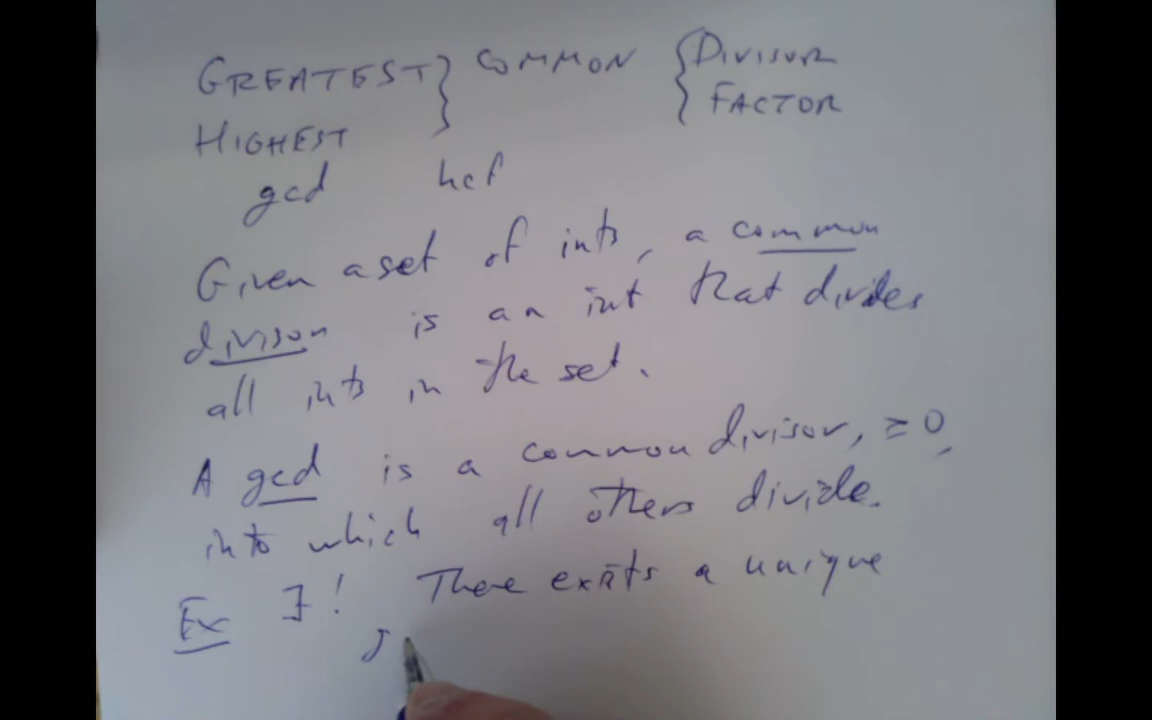 GREATEST } COMMON { DIVISOR
HIGHEST FACTOR
gcd hcf
Given a set of ints, a common
divison is an int that divides
all ints in the set.
A gcd is a common divisor, ≥ 0,
into which all others divide.
Ex ∃! There exists a unique